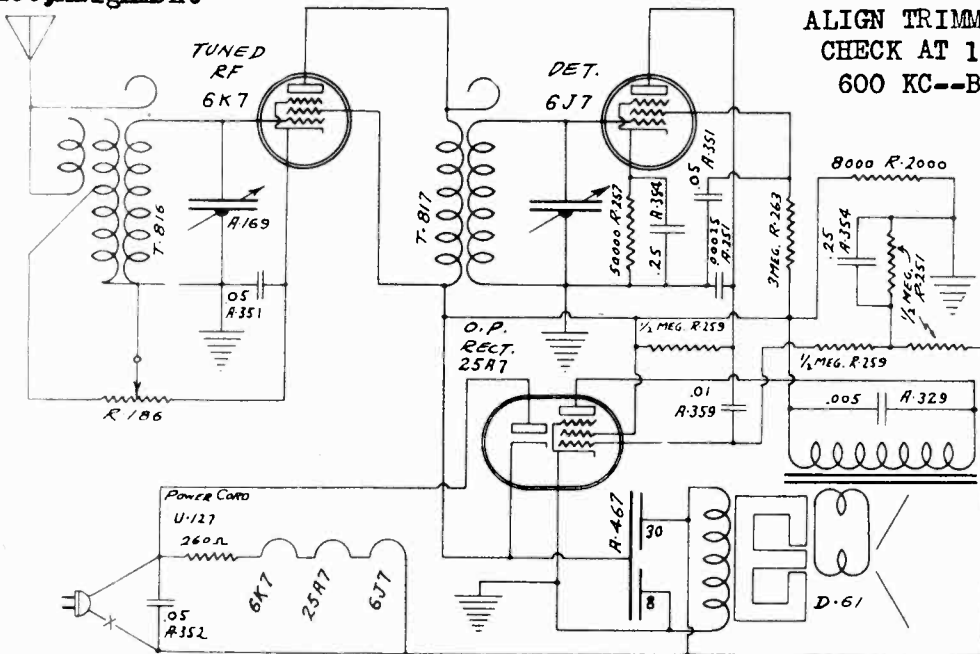 ALIGN TRIMM
CHECK AT 1
600 KC--B
TUNED
RF
6K7
DET.
6J7
T-816
A-169
.05
A-351
R 186
T-817
50000 R-257
A-354
.25
.05
A-351
.00025
A-251
3 MEG. R-263
8000 R-2000
.25
A-354
1/2 MEG.
R-251
O.P.
RECT.
25A7
1/2 MEG. R-259
1/2 MEG. R-259
.01
A-359
.005 A-329
POWER CORD
U-127
260Ω
6K7
25A7
6J7
.05
A-352
A-467
30
8
D-61